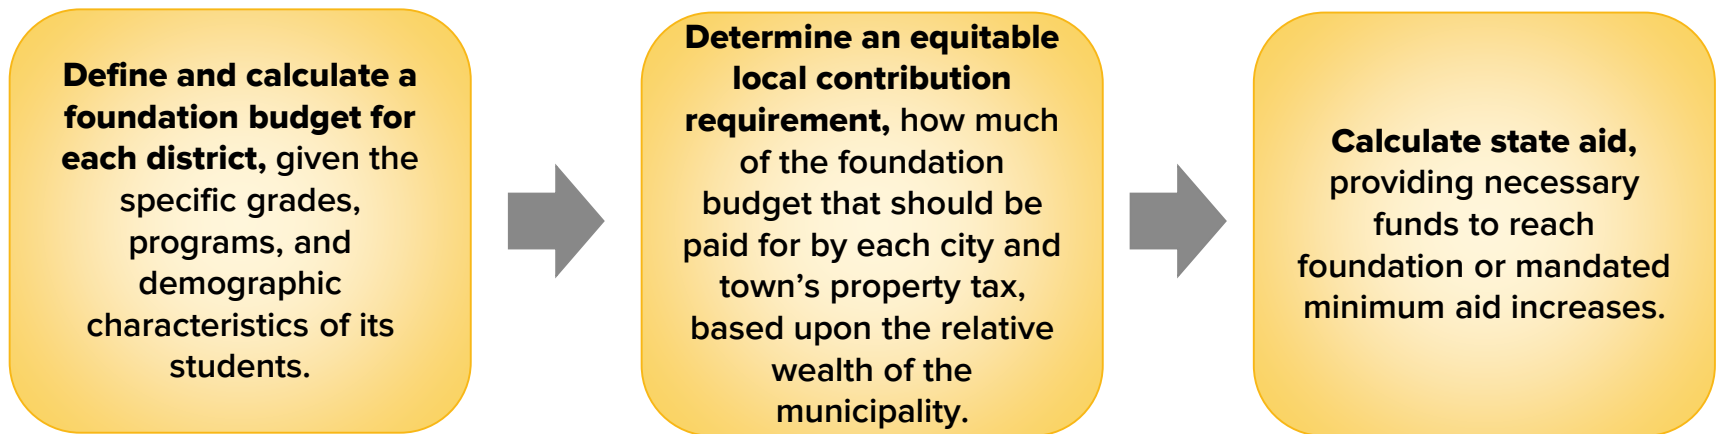 Define and calculate a
foundation budget for
each district, given the
specific grades,
programs, and
demographic
characteristics of its
students.
Determine an equitable
local contribution
requirement, how much
of the foundation
budget that should be
paid for by each city and
town’s property tax,
based upon the relative
wealth of the
municipality.
Calculate state aid,
providing necessary
funds to reach
foundation or mandated
minimum aid increases.